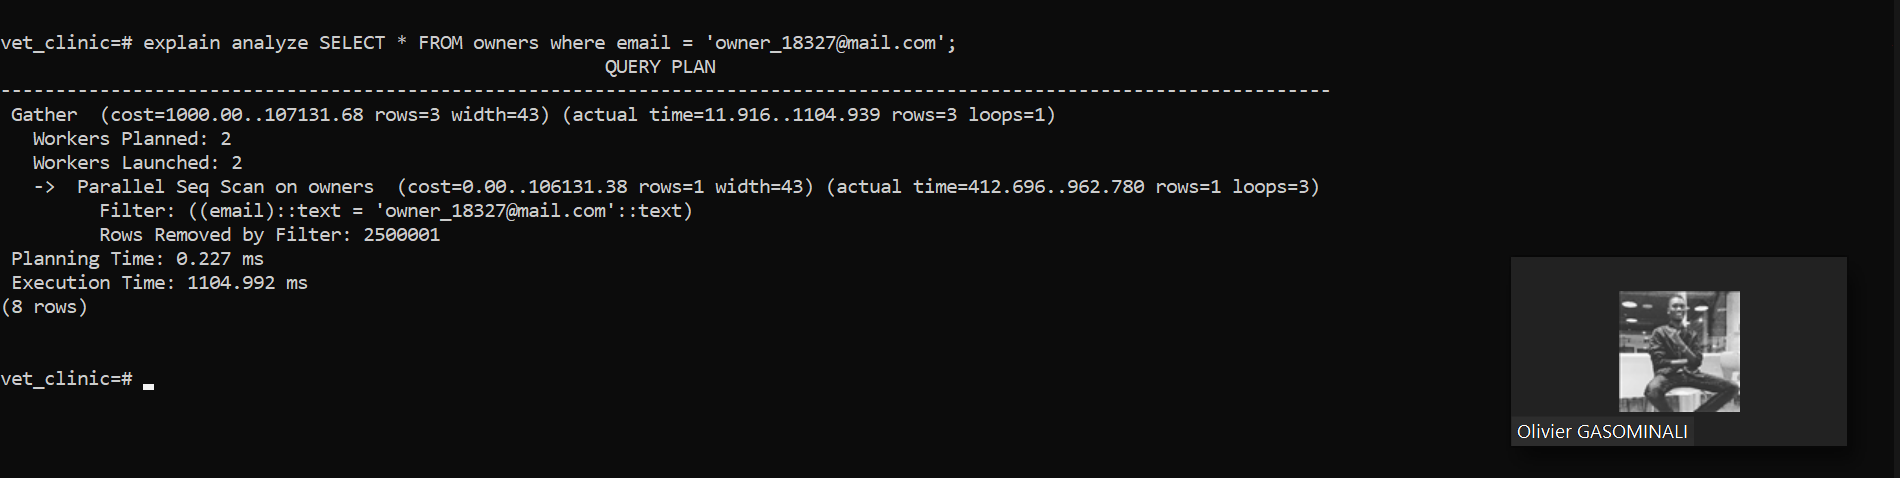 vet_clinic=# explain analyze SELECT * FROM owners where email = 'owner_18327@mail.com';
QUERY PLAN
-------------------------------------------------------------------------------------------------------------------------
Gather  (cost=1000.00..107131.68 rows=3 width=43) (actual time=11.916..1104.939 rows=3 loops=1)
Workers Planned: 2
Workers Launched: 2
->  Parallel Seq Scan on owners  (cost=0.00..106131.38 rows=1 width=43) (actual time=412.696..962.780 rows=1 loops=3)
Filter: ((email)::text = 'owner_18327@mail.com'::text)
Rows Removed by Filter: 2500001
Planning Time: 0.227 ms
Execution Time: 1104.992 ms
(8 rows)
vet_clinic=#
Olivier GASOMINALI